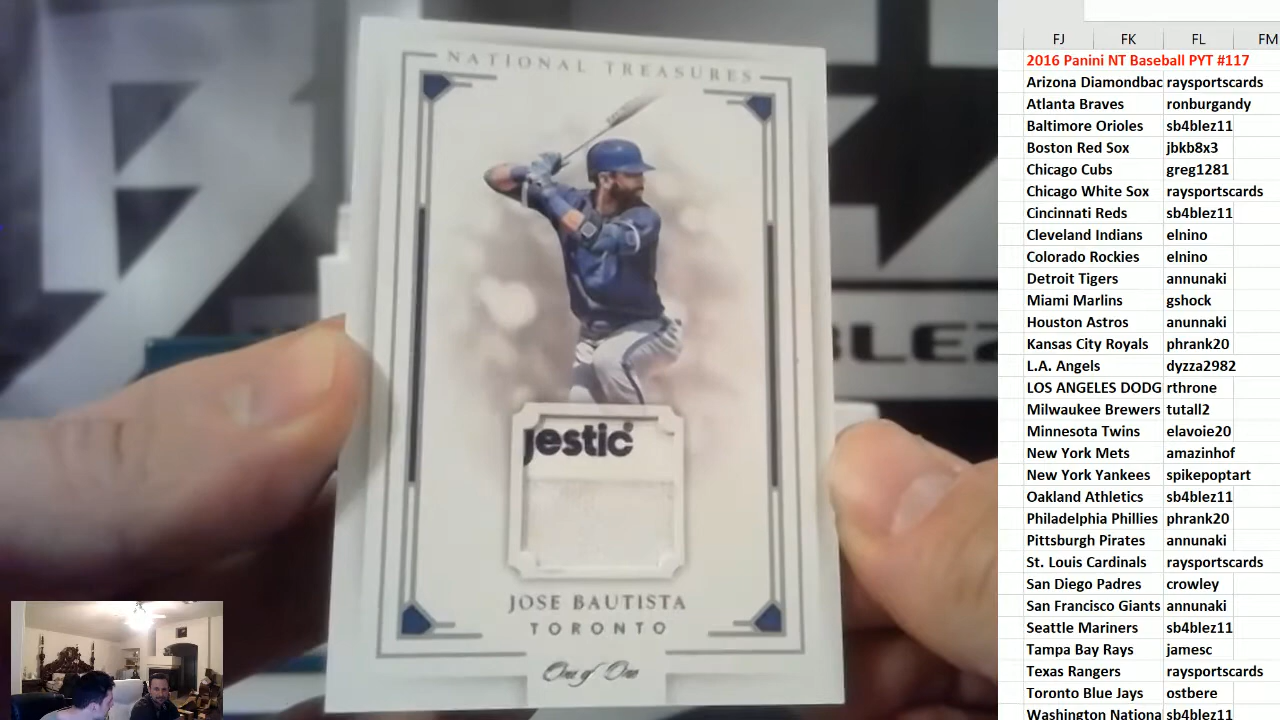 NATIONAL TREASURES
jestic
JOSE BAUTISTA
TORONTO
One of One
BLEZ
FJ FK FL FM
2016 Panini NT Baseball PYT #117
Arizona Diamondbac raysportscards
Atlanta Braves ronburgandy
Baltimore Orioles sb4blez11
Boston Red Sox jbkb8x3
Chicago Cubs greg1281
Chicago White Sox raysportscards
Cincinnati Reds sb4blez11
Cleveland Indians elnino
Colorado Rockies elnino
Detroit Tigers annunaki
Miami Marlins gshock
Houston Astros anunnaki
Kansas City Royals phrank20
L.A. Angels dyzza2982
LOS ANGELES DODG rthrone
Milwaukee Brewers tutall2
Minnesota Twins elavoie20
New York Mets amazinhof
New York Yankees spikepoptart
Oakland Athletics sb4blez11
Philadelphia Phillies phrank20
Pittsburgh Pirates annunaki
St. Louis Cardinals raysportscards
San Diego Padres crowley
San Francisco Giants annunaki
Seattle Mariners sb4blez11
Tampa Bay Rays jamesc
Texas Rangers raysportscards
Toronto Blue Jays ostbere
Washington Nationa sb4blez11